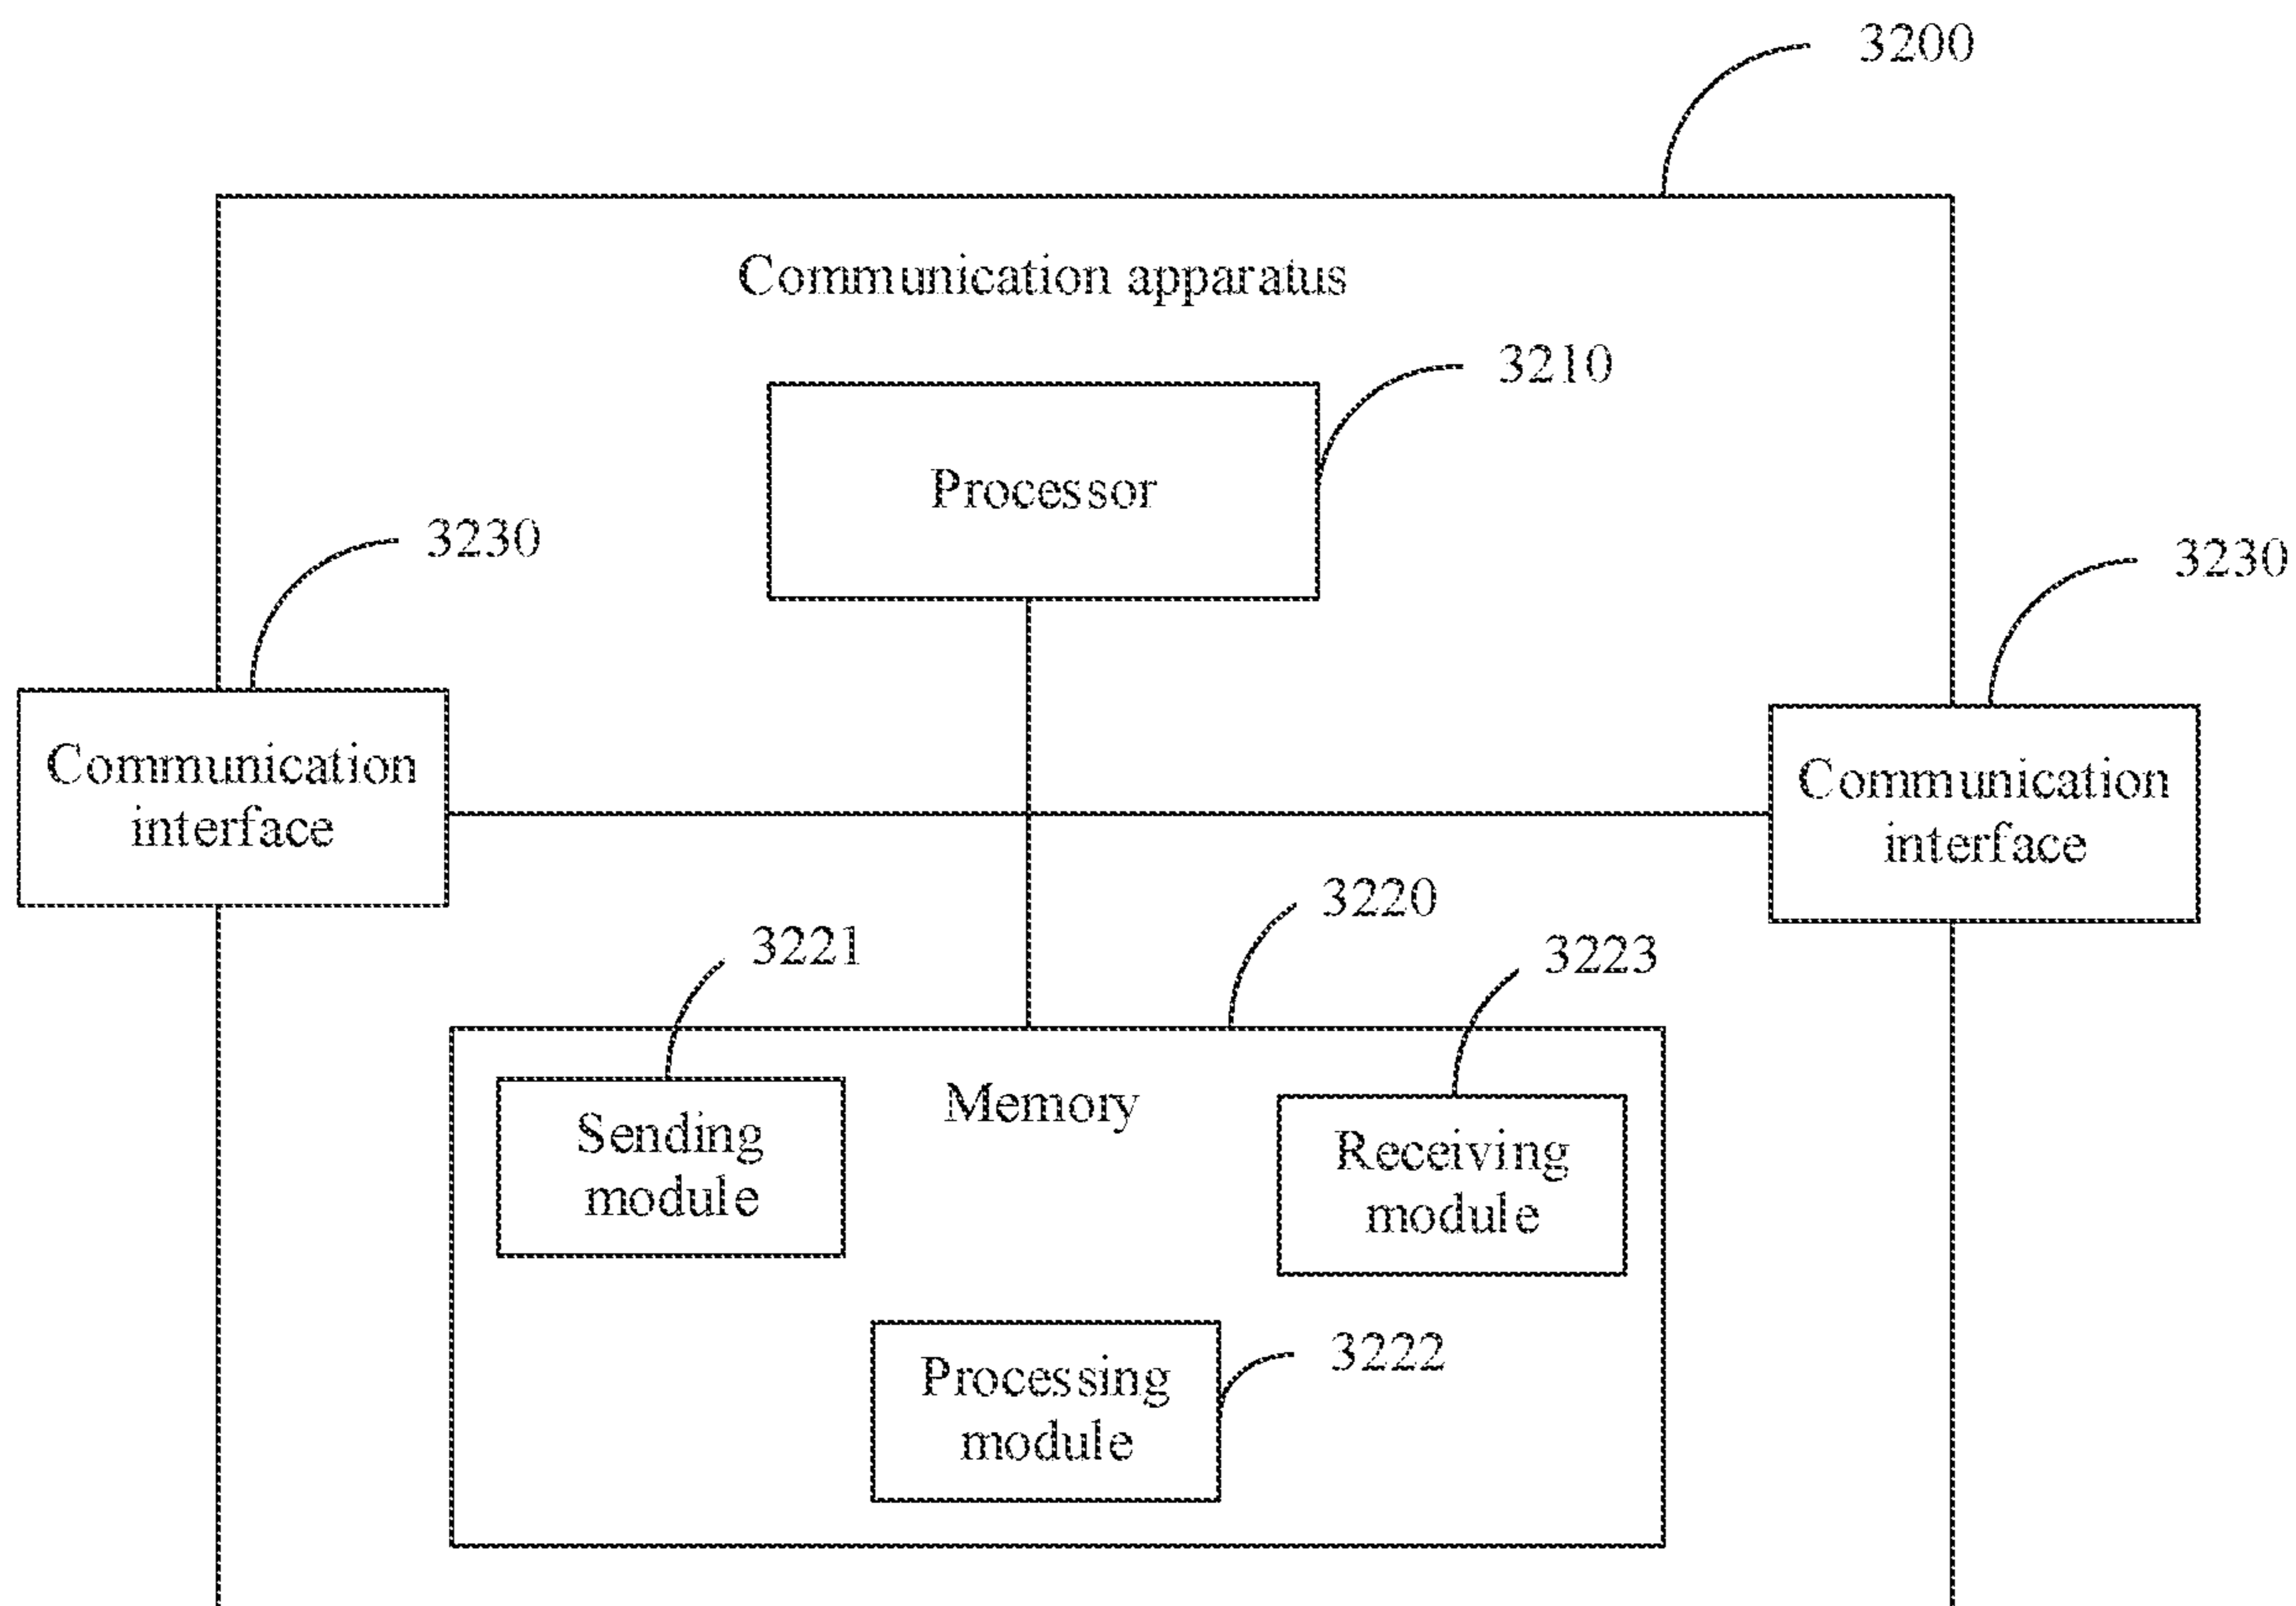 3200
Communication apparatus
3210
Processor
3230
3230
Communication
interface
Communication
interface
3220
3221
3223
Memory
Sending
module
Receiving
module
Processing
module
3222